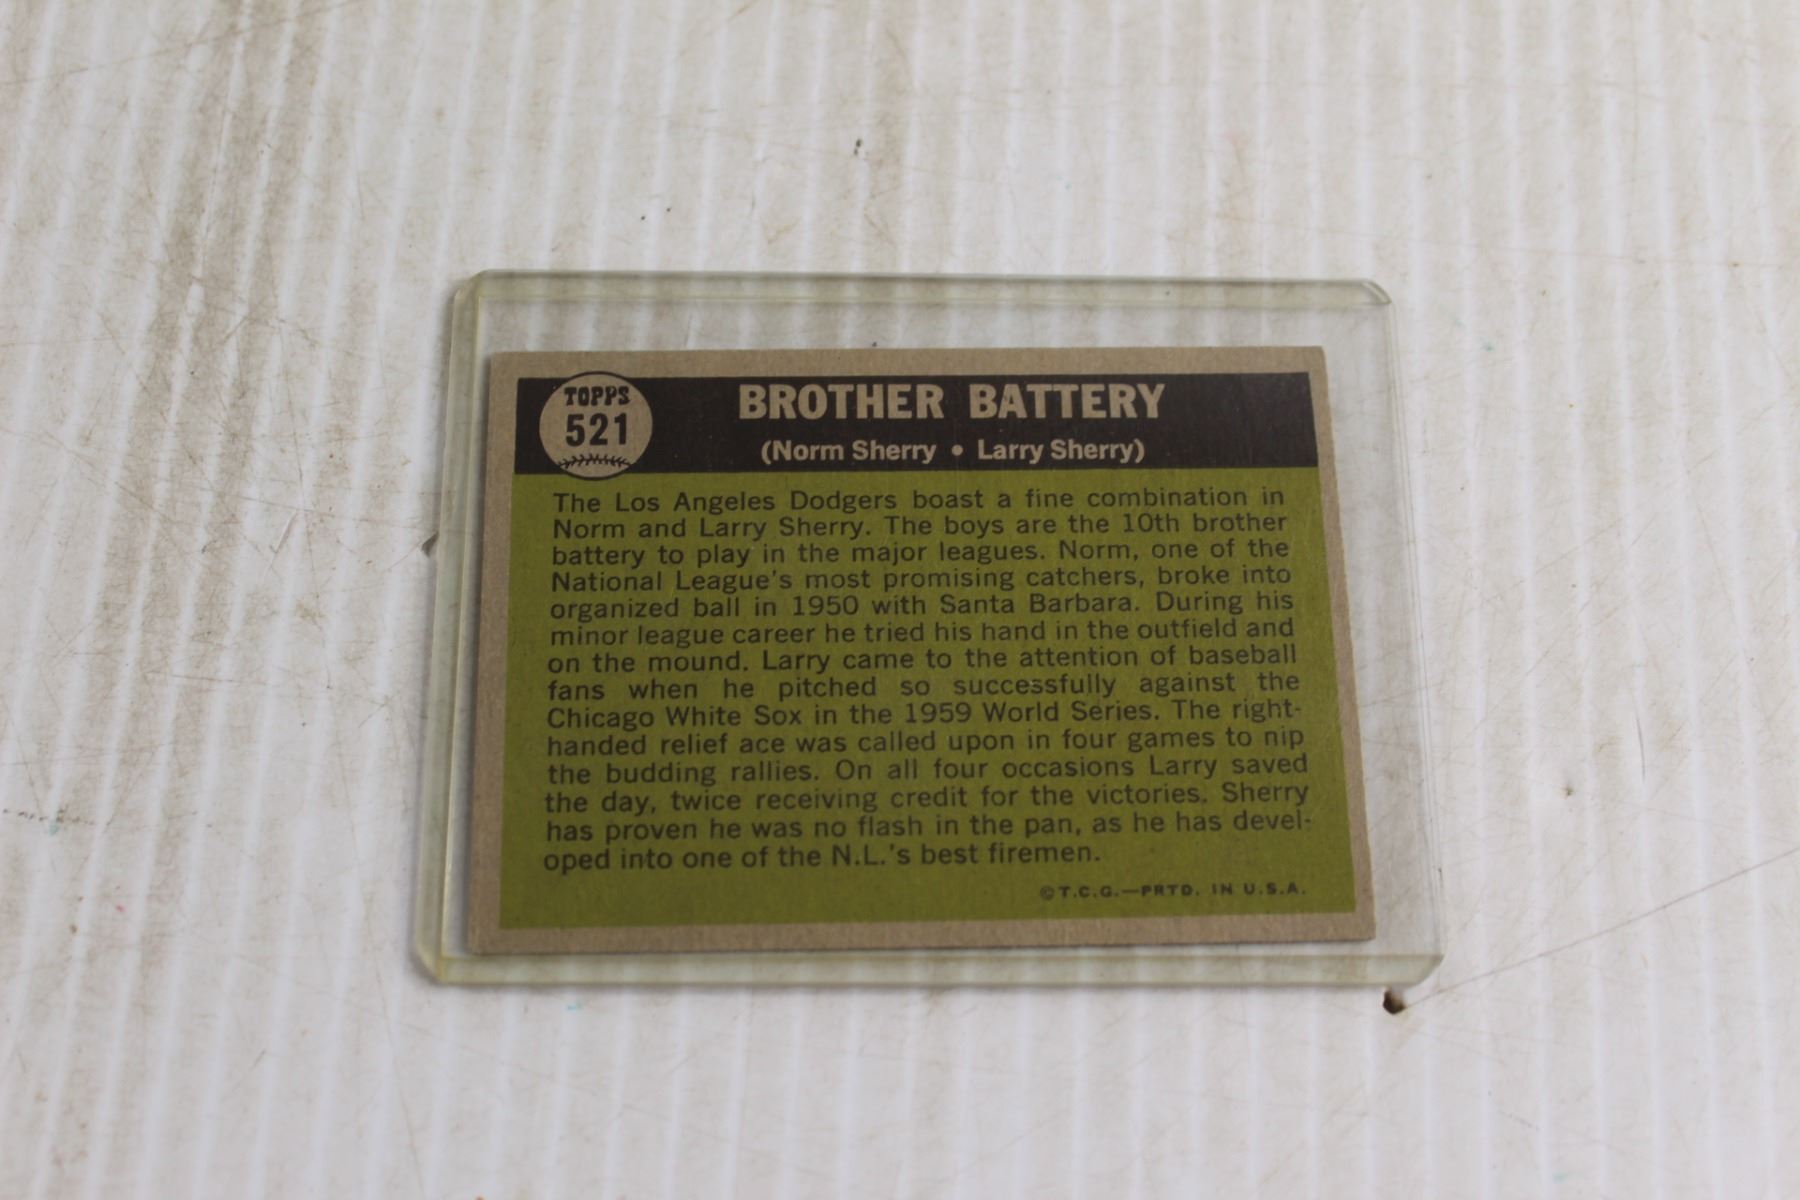 TOPPS
521
BROTHER BATTERY
(Norm Sherry • Larry Sherry)
The Los Angeles Dodgers boast a fine combination in
Norm and Larry Sherry. The boys are the 10th brother
battery to play in the major leagues. Norm, one of the
National League's most promising catchers, broke into
organized ball in 1950 with Santa Barbara. During his
minor league career he tried his hand in the outfield and
on the mound. Larry came to the attention of baseball
fans when he pitched so successfully against the
Chicago White Sox in the 1959 World Series. The right-
handed relief ace was called upon in four games to nip
the budding rallies. On all four occasions Larry saved
the day, twice receiving credit for the victories. Sherry
has proven he was no flash in the pan, as he has devel-
oped into one of the N.L.'s best firemen.
©T.C.G.—PRTD. IN U.S.A.